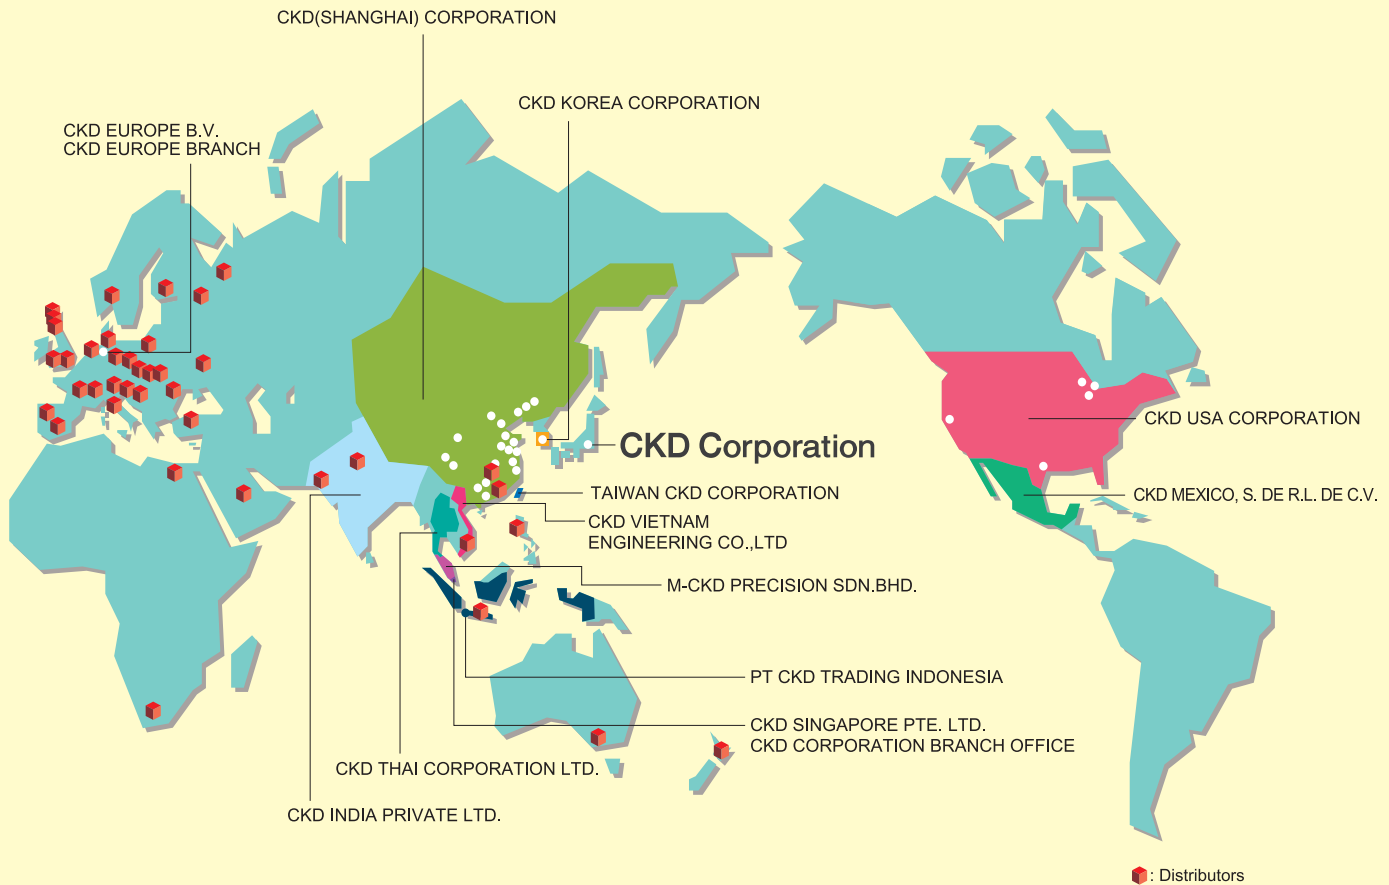 CKD(SHANGHAI) CORPORATION
CKD KOREA CORPORATION
CKD EUROPE B.V.
CKD EUROPE BRANCH
CKD USA CORPORATION
CKD Corporation
TAIWAN CKD CORPORATION
CKD MEXICO, S. DE R.L. DE C.V.
CKD VIETNAM
ENGINEERING CO.,LTD
M-CKD PRECISION SDN.BHD.
PT CKD TRADING INDONESIA
CKD SINGAPORE PTE. LTD.
CKD CORPORATION BRANCH OFFICE
CKD THAI CORPORATION LTD.
CKD INDIA PRIVATE LTD.
: Distributors